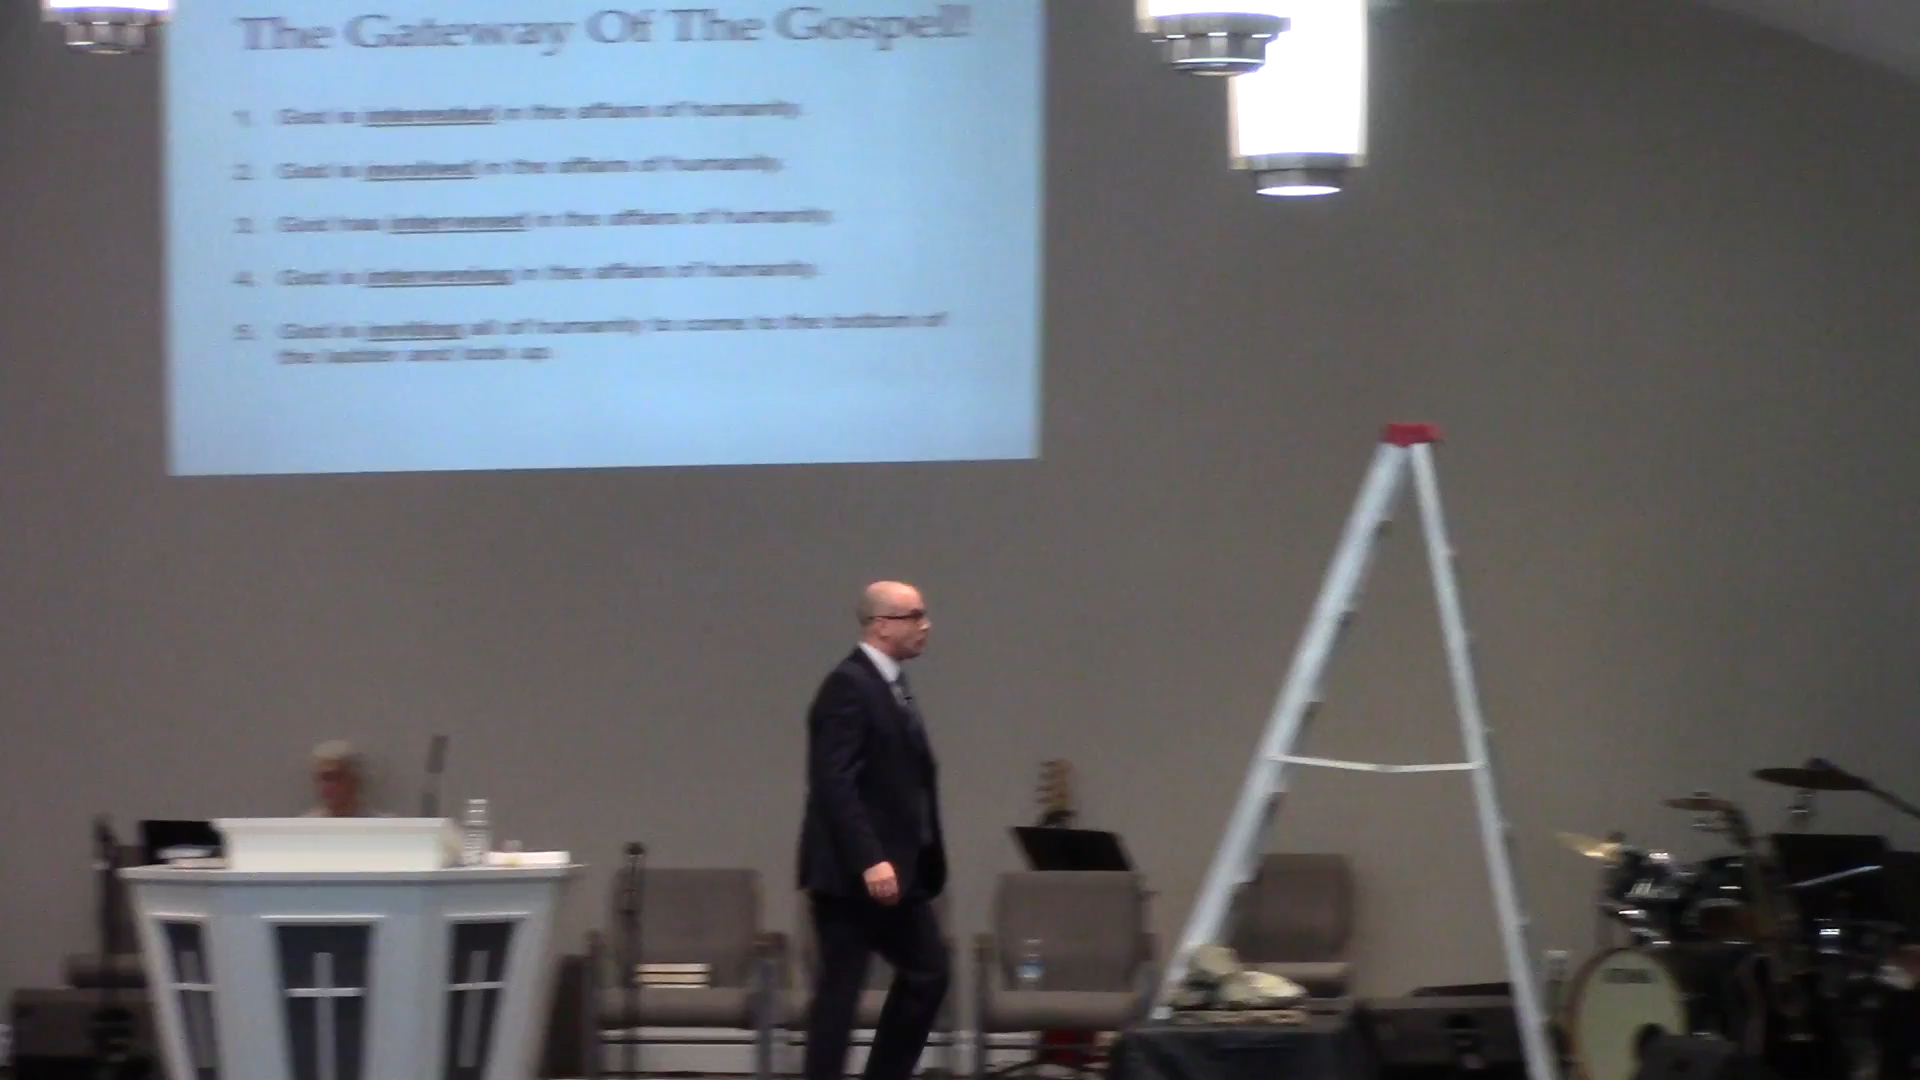 The Gateway Of The Gospel!
1. God is interested in the affairs of humanity.
2. God is involved in the affairs of humanity.
3. God has intervened in the affairs of humanity.
4. God is intervening in the affairs of humanity.
5. God is inviting all of humanity to come to the bottom of
the ladder and look up.